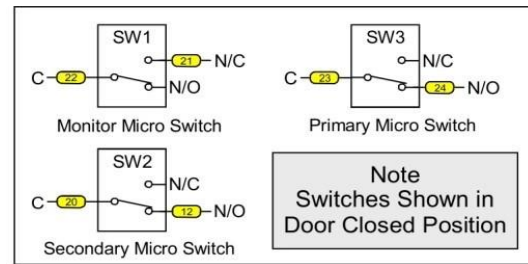 SW1
21 N/C
C 22
N/O
Monitor Micro Switch
SW3
C 23
24 N/O
Primary Micro Switch
SW2
N/C
C 20
12 N/O
Secondary Micro Switch
Note
Switches Shown in
Door Closed Position